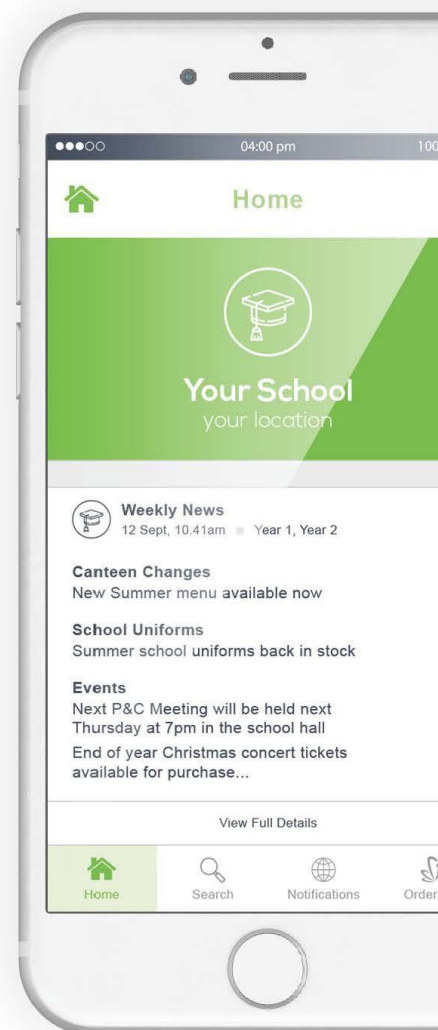 04:00 pm
100
Home
Your School
your location
Weekly News
12 Sept, 10.41am Year 1, Year 2
Canteen Changes
New Summer menu available now
School Uniforms
Summer school uniforms back in stock
Events
Next P&C Meeting will be held next
Thursday at 7pm in the school hall
End of year Christmas concert tickets
available for purchase...
View Full Details
Home Search Notifications Order